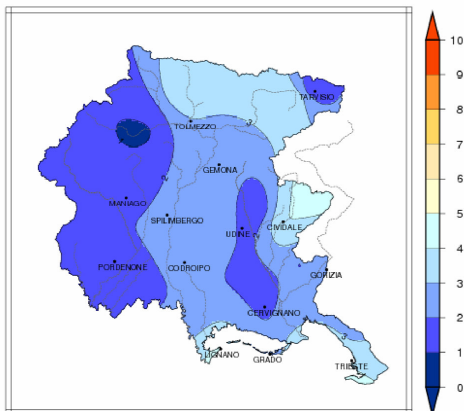 10
9
8
7
6
5
4
3
2
1
0
TARVISIO
TOLMEZZO
GEMONA
MANIAGO
SPILIMBERGO
UDINE
CIVIDALE
PORDENONE
CODROIPO
GORIZIA
CERVIGNANO
LIGNANO
GRADO
TRIESTE